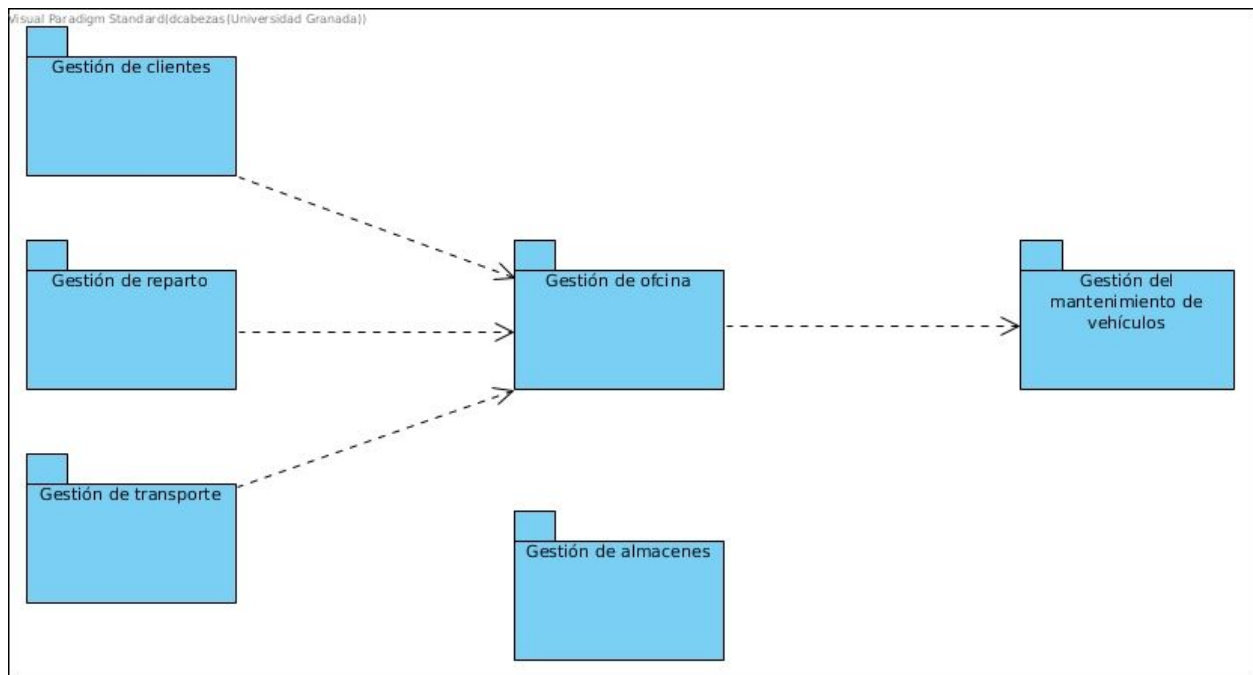 Visual Paradigm Standard(dcabezas(Universidad Granada))
Gestión de clientes
Gestión de reparto
Gestión de ofcina
Gestión del
mantenimiento de
vehículos
Gestión de transporte
Gestión de almacenes